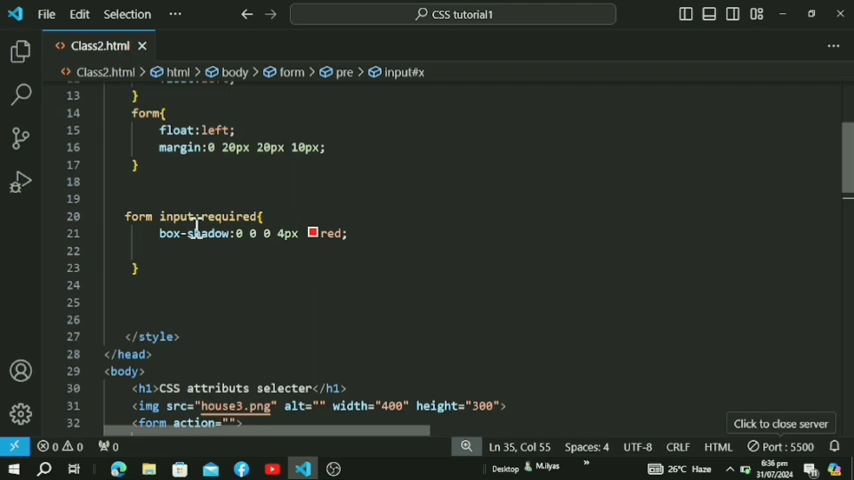 File Edit Selection ··· CSS tutorial1
Class2.html
Class2.html > html > body > form > pre > input#x
13 }
14 form{
15 float:left;
16 margin:0 20px 20px 10px;
17 }
18
19
20 form input:required{
21 box-shadow:0 0 0 4px red;
22
23 }
24
25
26
27 </style>
28 </head>
29 <body>
30 <h1>CSS attributs selecter</h1>
31 <img src="house3.png" alt="" width="400" height="300">
32 <form action="">
Click to close server
0 0 0 Ln 35, Col 55 Spaces: 4 UTF-8 CRLF HTML Port : 5500
Desktop M.ilyas » 26°C Haze 6:36 pm
31/07/2024